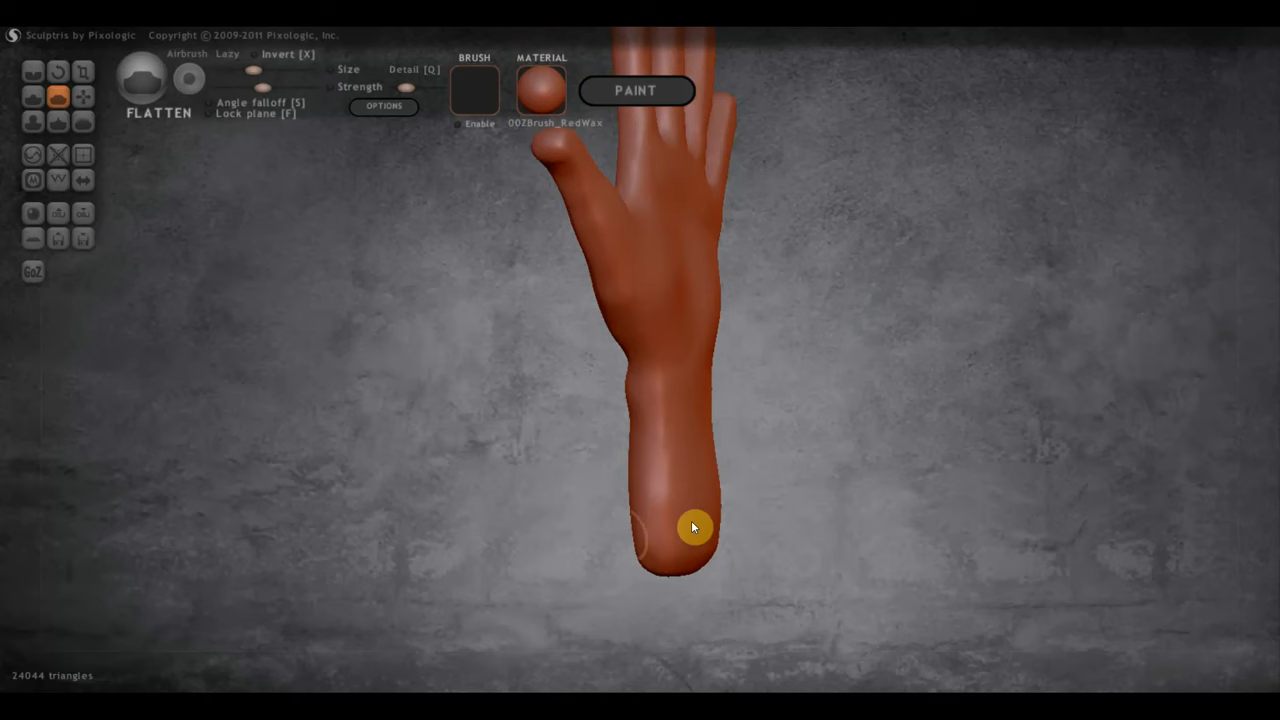 Sculptris by Pixologic Copyright © 2009-2011 Pixologic, Inc.
Airbrush Lazy Invert [X]
BRUSH MATERIAL
Size Detail [Q]
Strength
PAINT
Angle falloff [S]
OPTIONS
FLATTEN
Lock plane [F]
Enable
00ZBrush_RedWax
GoZ
24044 triangles